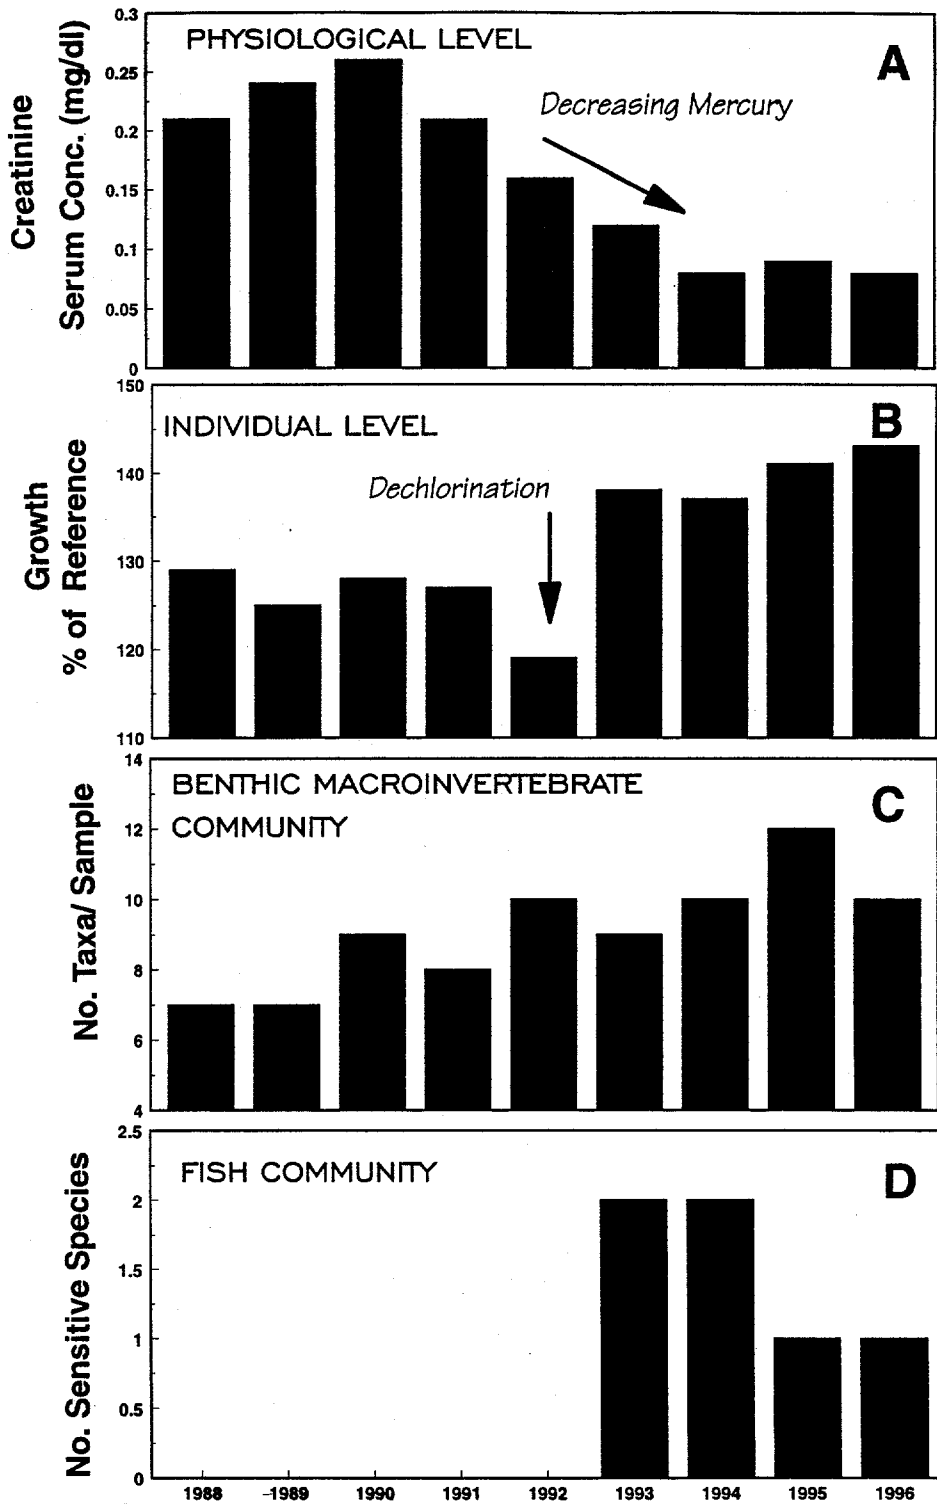 0.3
PHYSIOLOGICAL LEVEL
A
0.25
Decreasing Mercury
0.2
0.15
0.1
0.05
0
Creatinine
Serum Conc. (mg/dl)
150
INDIVIDUAL LEVEL
B
140
Dechlorination
130
120
110
Growth
% of Reference
14
BENTHIC MACROINVERTEBRATE
COMMUNITY
C
12
10
8
6
4
No. Taxa/ Sample
2.5
FISH COMMUNITY
D
2
1.5
1
0.5
0
No. Sensitive Species
1988 1989 1990 1991 1992 1993 1994 1995 1996